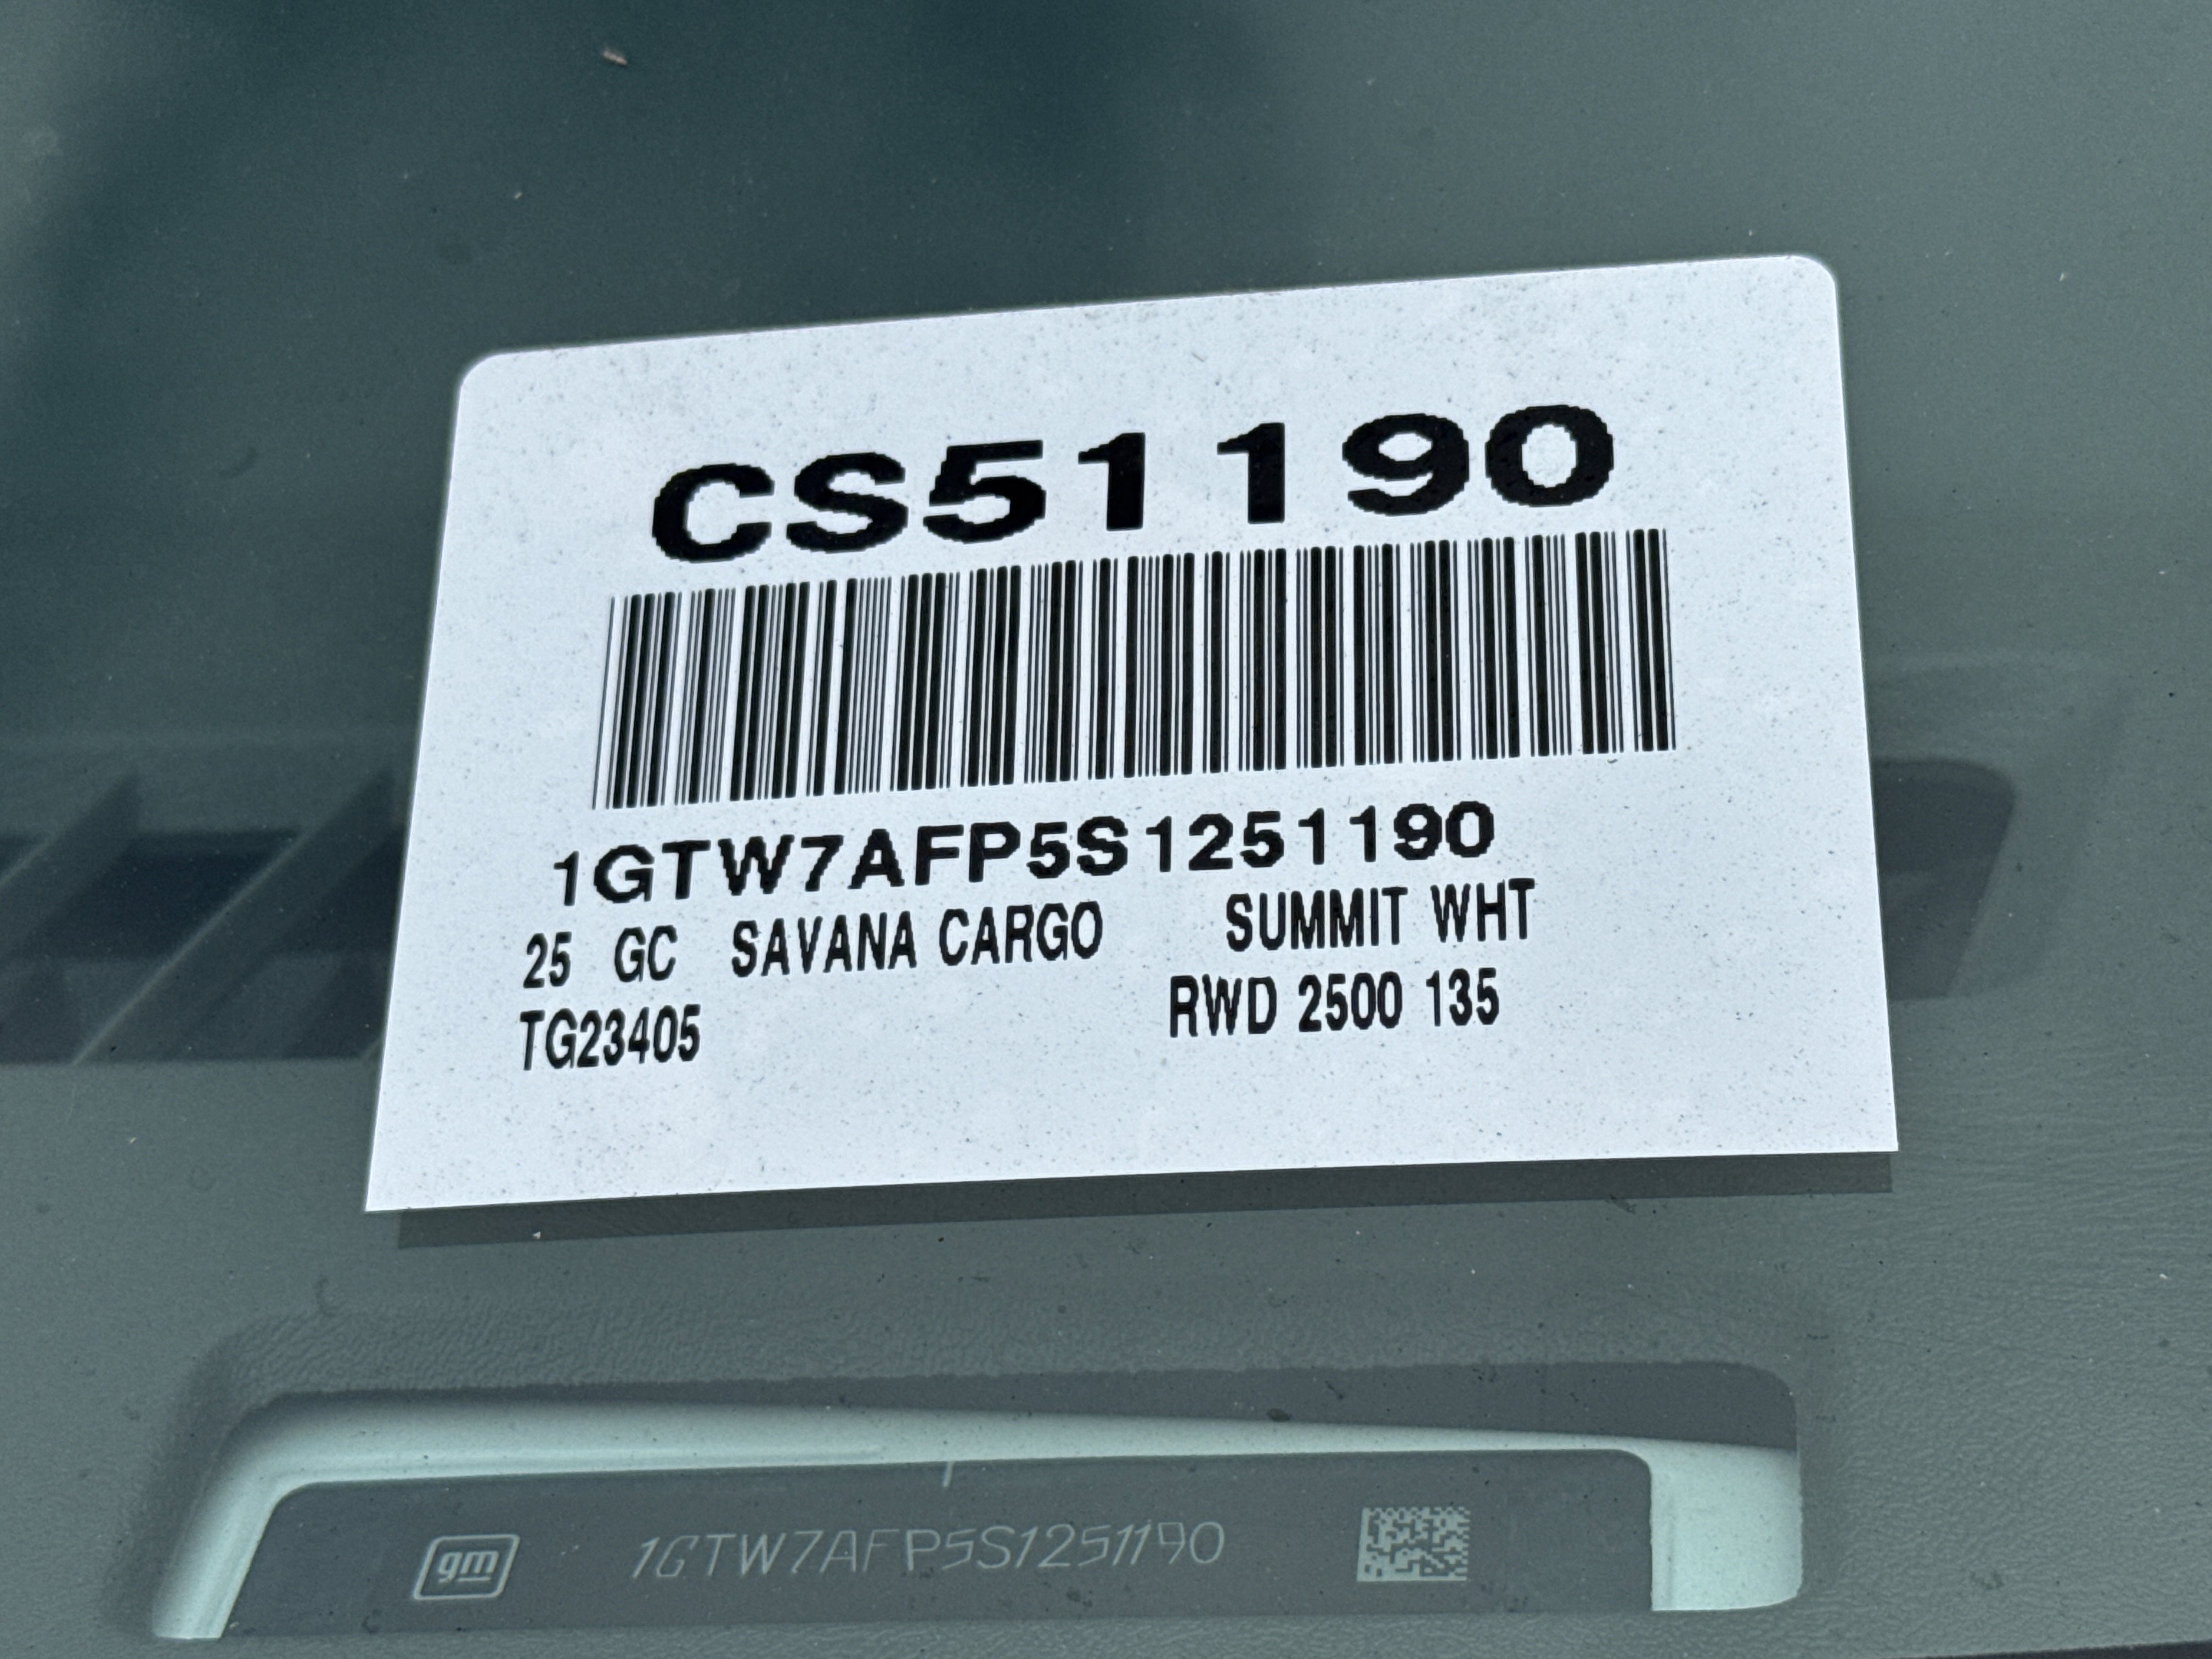 CS51190
1GTW7AFP5S1251190
25 GC SAVANA CARGO SUMMIT WHT
TG23405 RWD 2500 135
gm 1GTW7AFP5S1251190